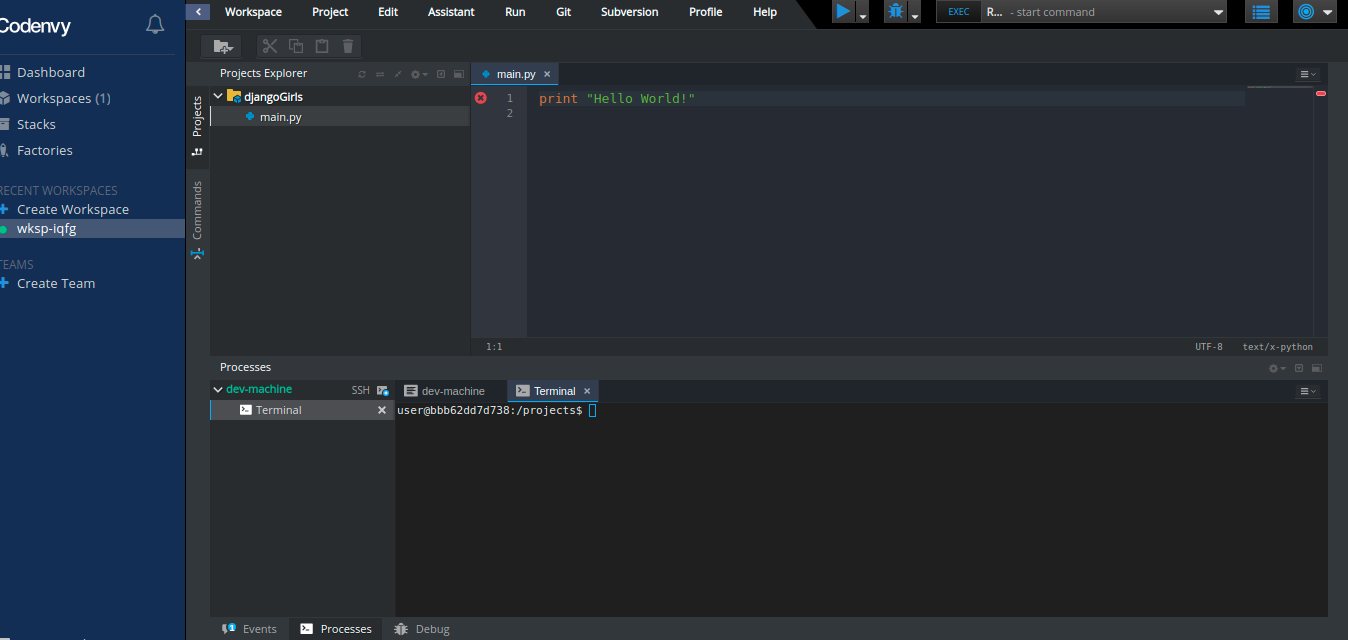 Codenvy
Workspace Project Edit Assistant Run Git Subversion Profile Help EXEC R... - start command
Dashboard
Workspaces (1)
Stacks
Factories
RECENT WORKSPACES
Create Workspace
wksp-iqfg
TEAMS
Create Team
Projects
Commands
Projects Explorer
djangoGirls
main.py
main.py
1 print "Hello World!"
2
1:1 UTF-8 text/x-python
Processes
dev-machine SSH
Terminal
dev-machine Terminal
user@bbb62dd7d738:/projects$
1 Events Processes Debug